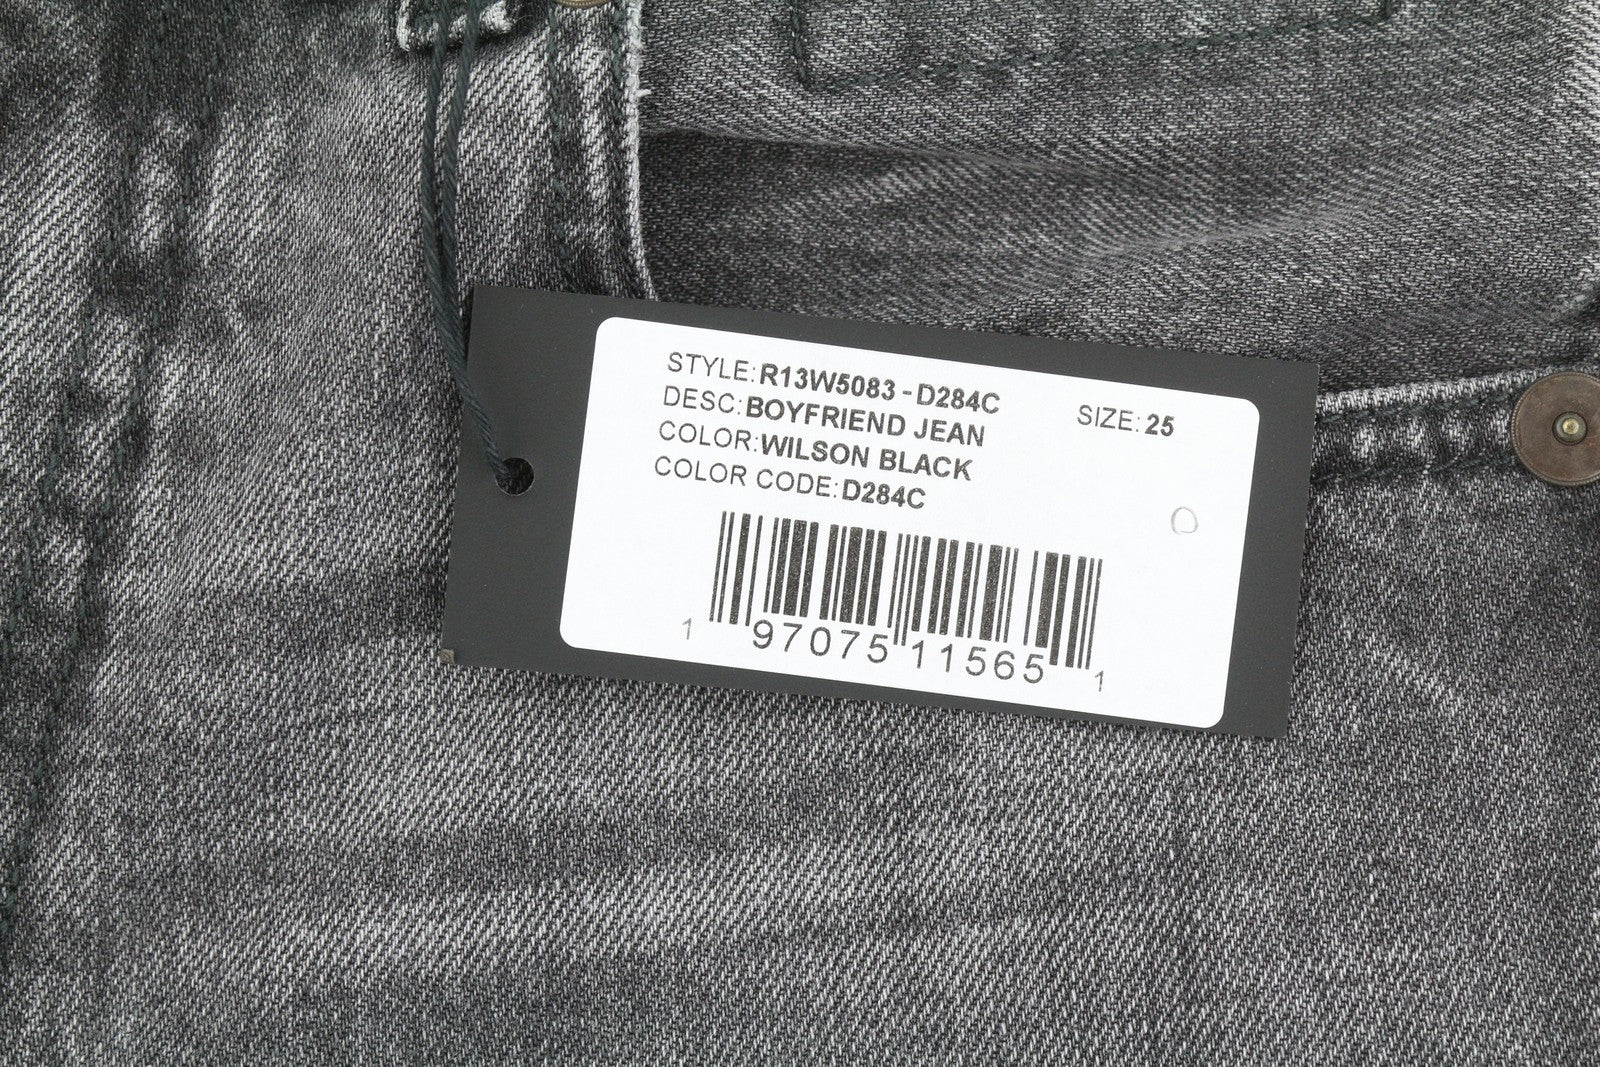 STYLE:R13W5083 - D284C
SIZE: 25
DESC:BOYFRIEND JEAN
COLOR:WILSON BLACK
COLOR CODE:D284C
1 97075 11565 1